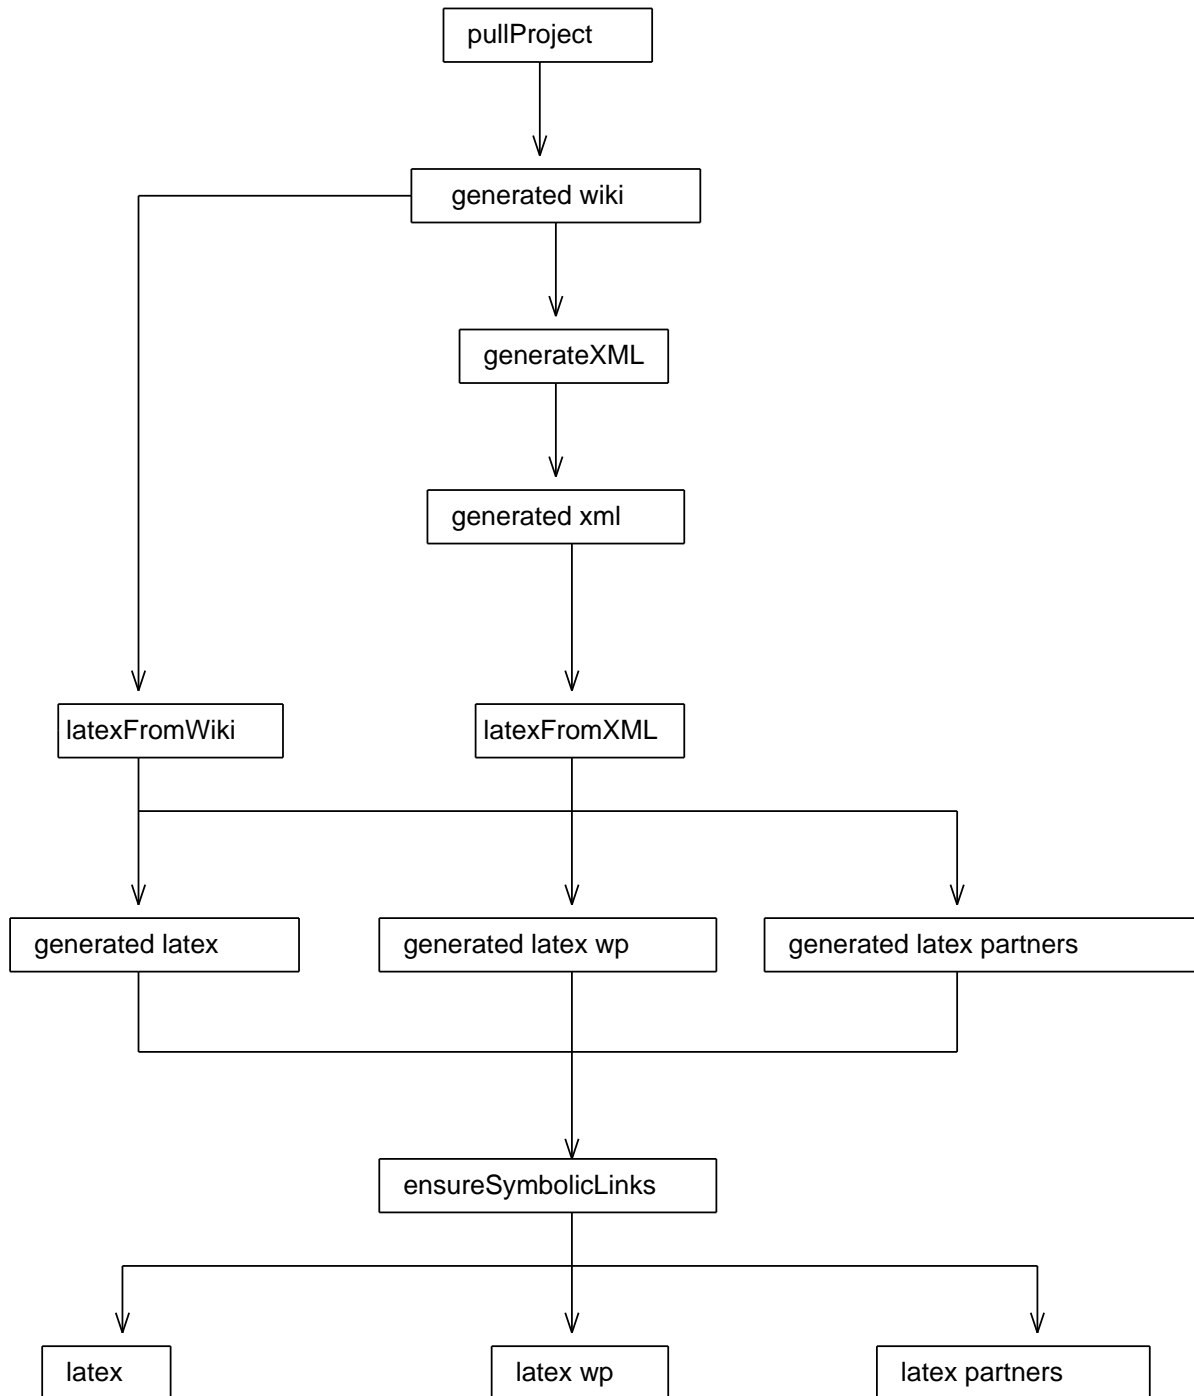 pullProject
generated wiki
generateXML
generated xml
latexFromWiki
latexFromXML
generated latex
generated latex wp
generated latex partners
ensureSymbolicLinks
latex
latex wp
latex partners